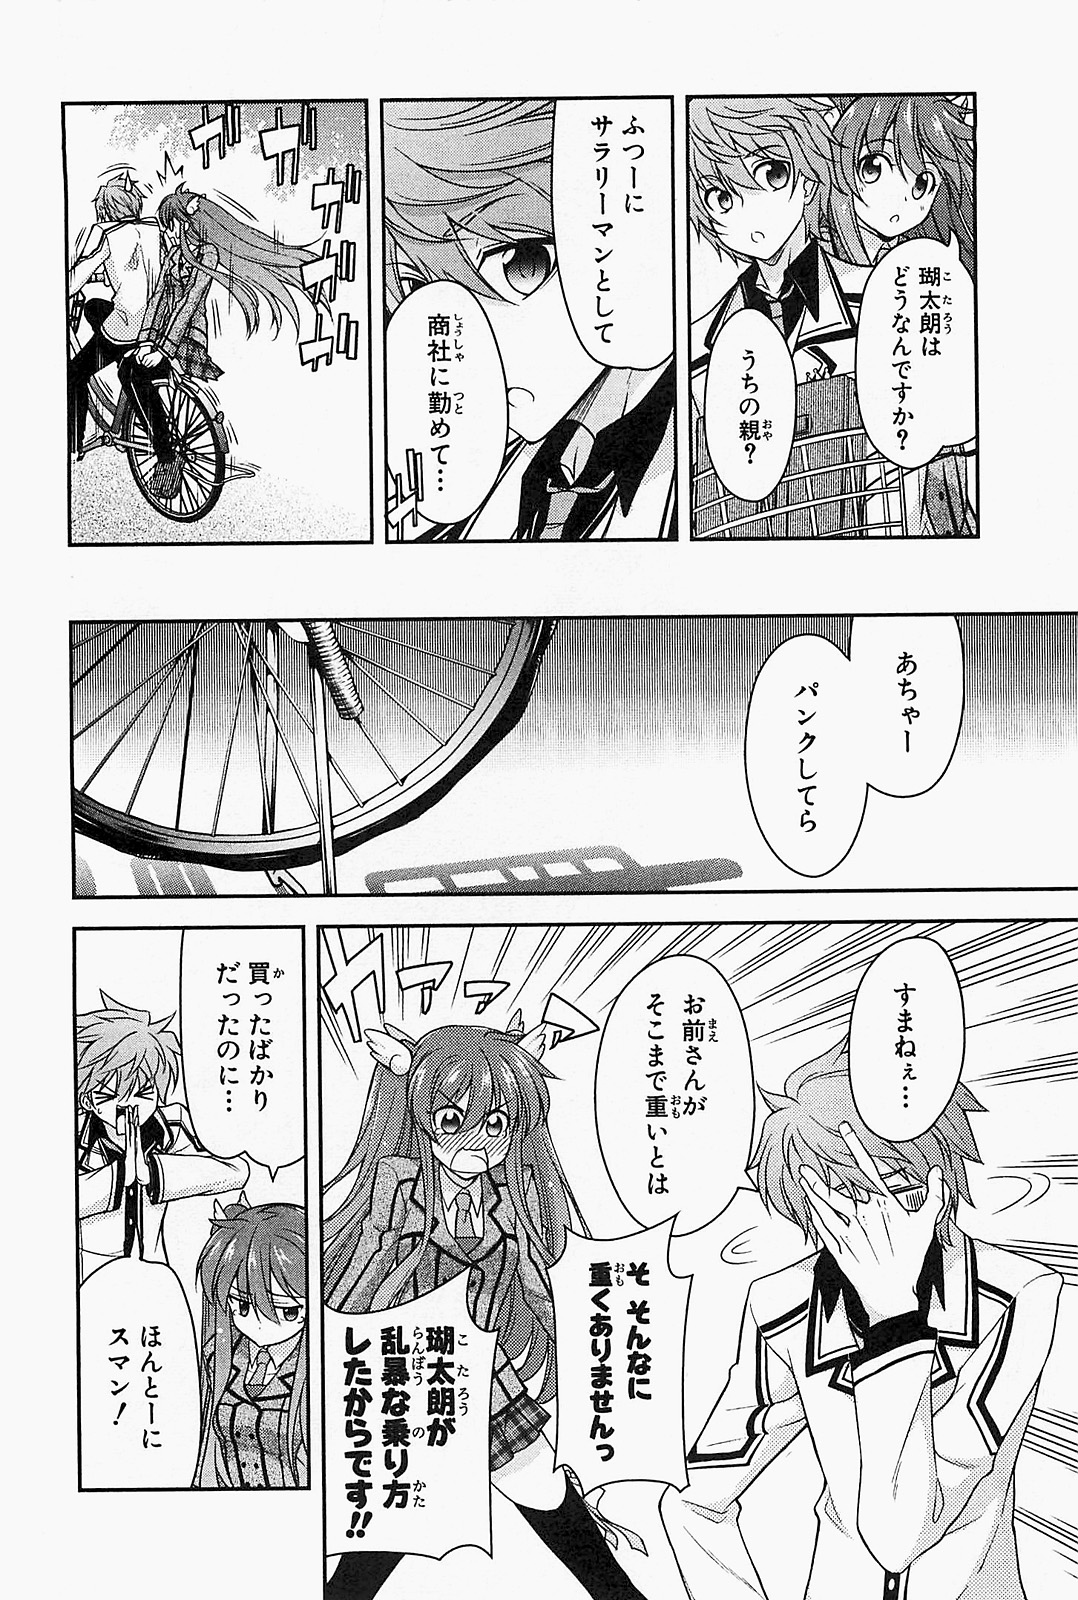 瑚太朗は
どうなんですか?
うちの親?
ふつーに
サラリーマンとして
商社に勤めて…
ガガガガガガガガ
あちゃー
パンクしてら
すまねぇ…
お前さんが
そこまで重いとは
そ そんなに
重くありませんっ
瑚太朗が
乱暴な乗り方
したからです!!
カァァァ
買ったばかり
だったのに…
ほんとーに
スマン!